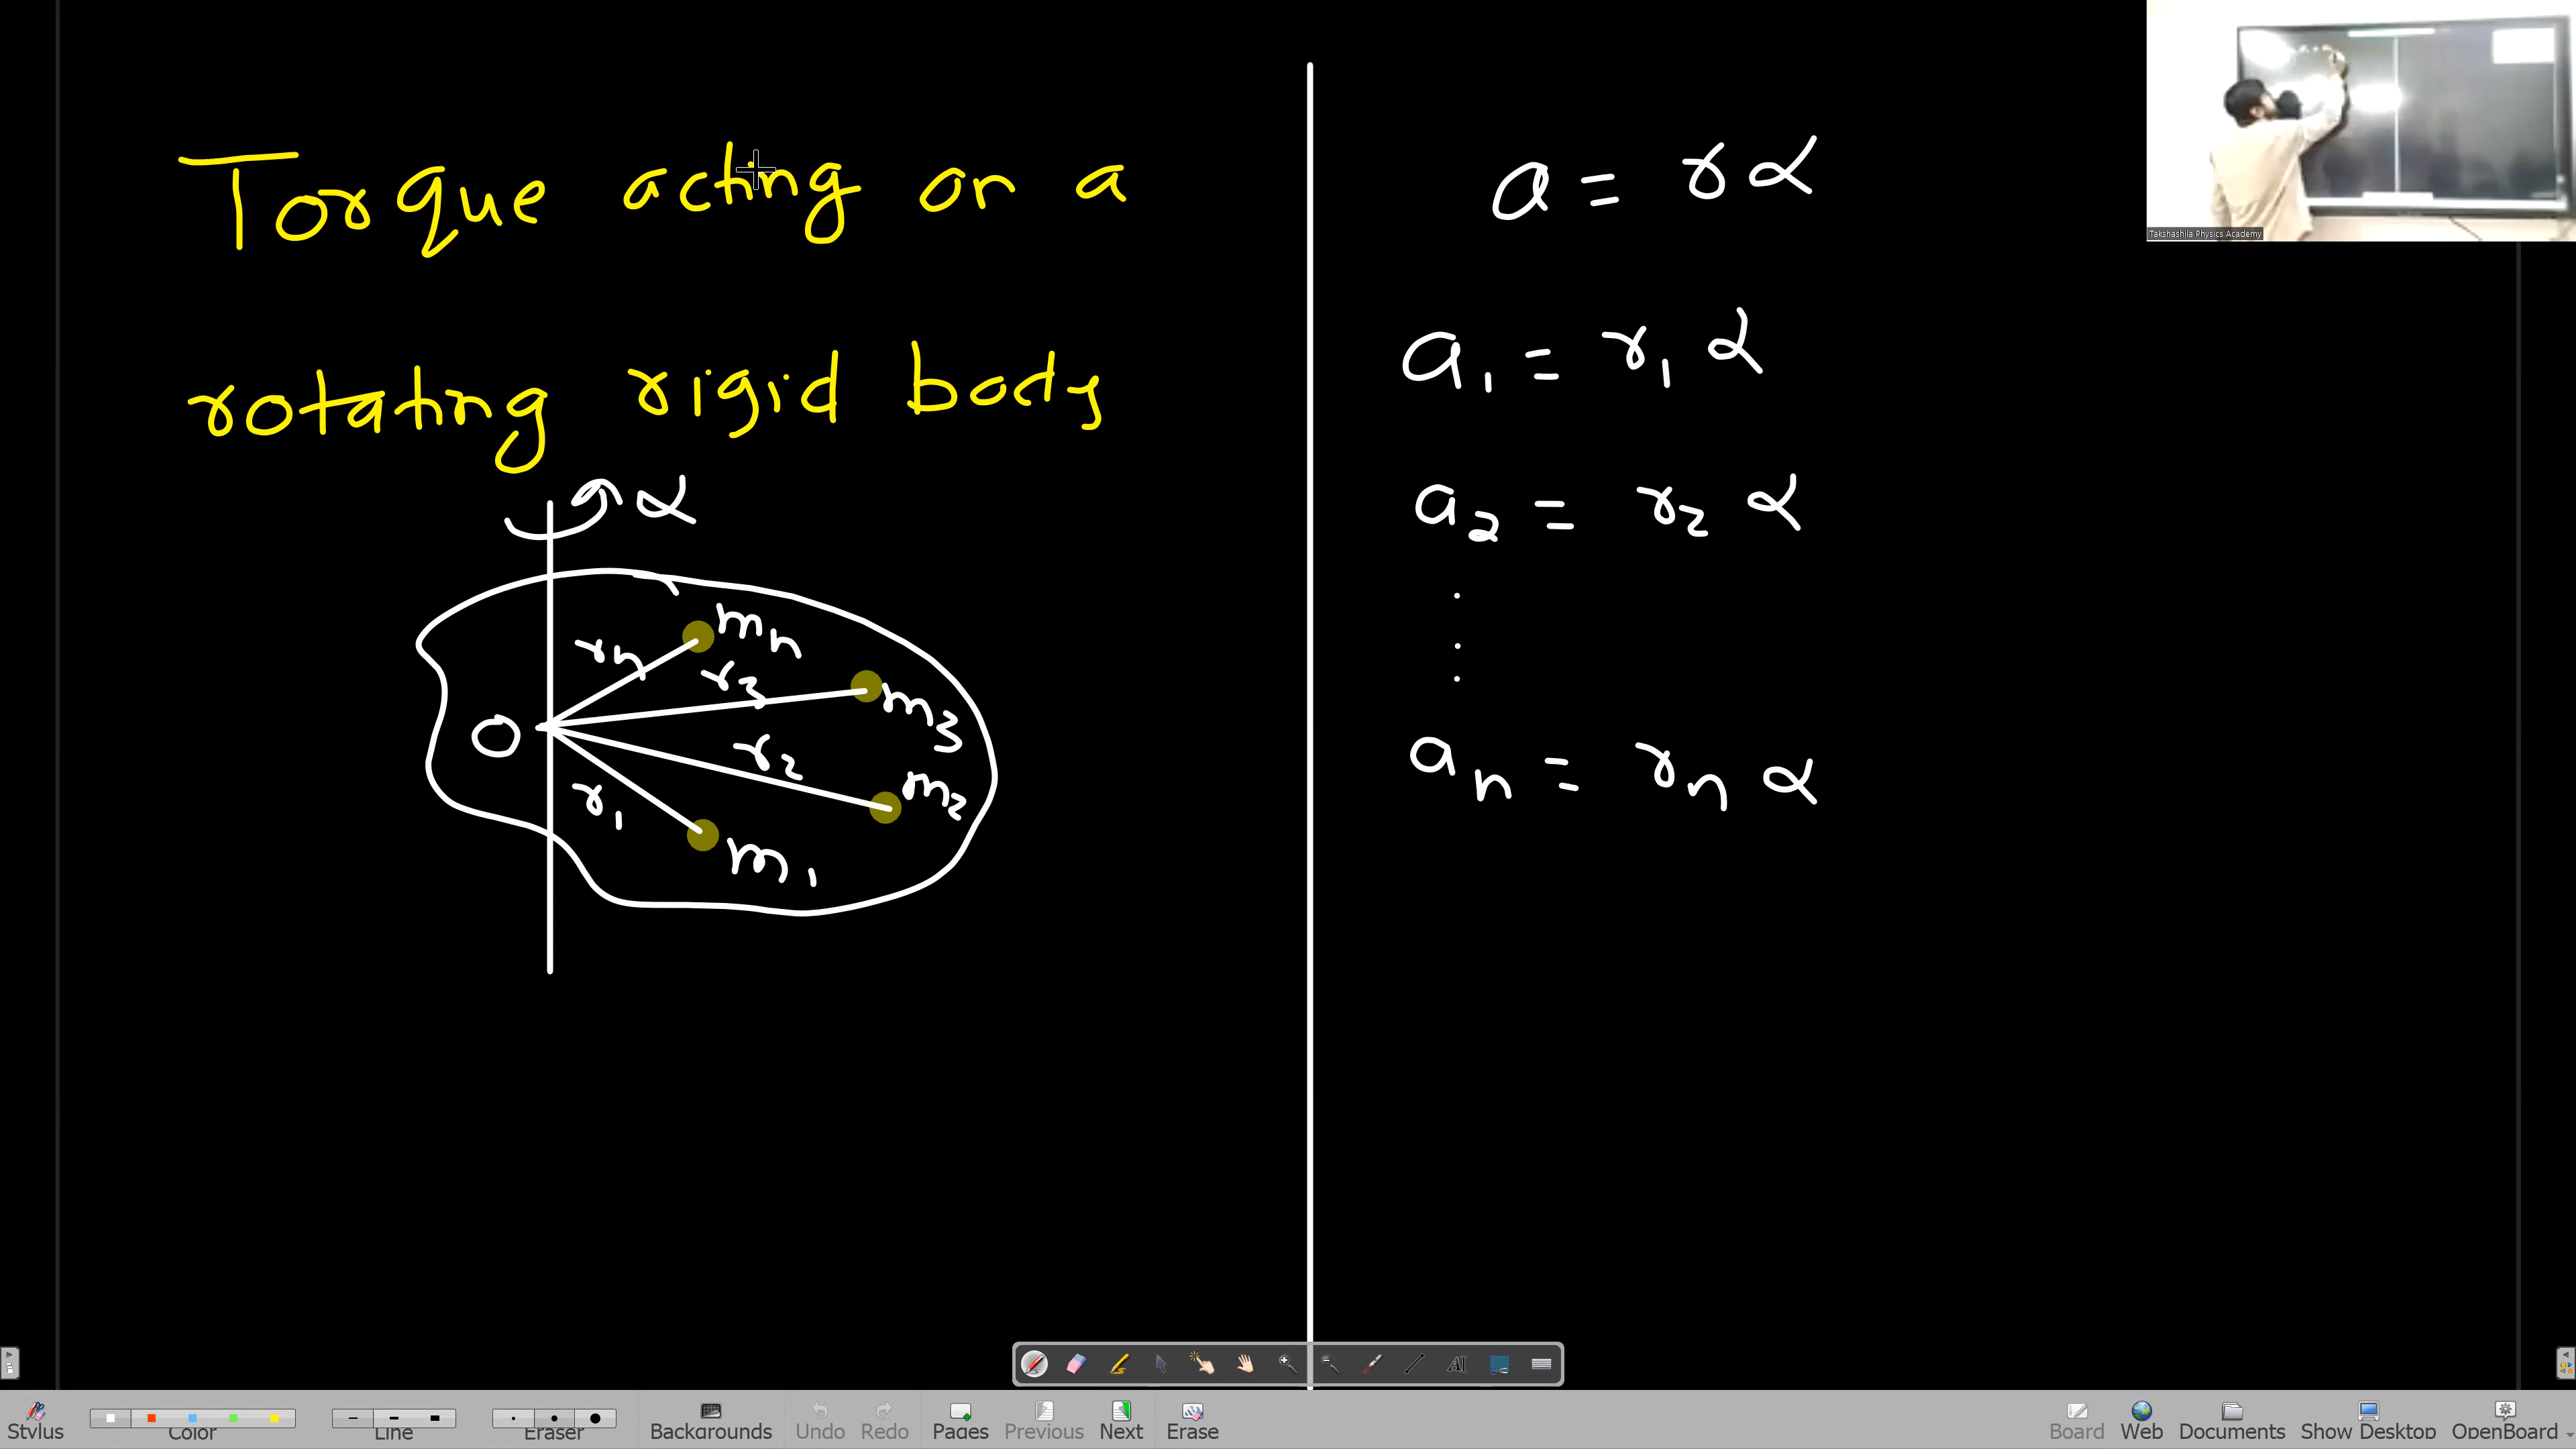 Torque acting on a
rotating rigid body
α
mn
rn
r3
m3
O
r2
m2
r1
m1
a = rα
a1 = r1 α
a2 = r2 α
.
.
.
an = rn α
Takshashila Physics Academy
Stylus
Color
Line
Eraser
Backgrounds
Undo
Redo
Pages
Previous
Next
Erase
Board
Web
Documents
Show Desktop
OpenBoard
AI